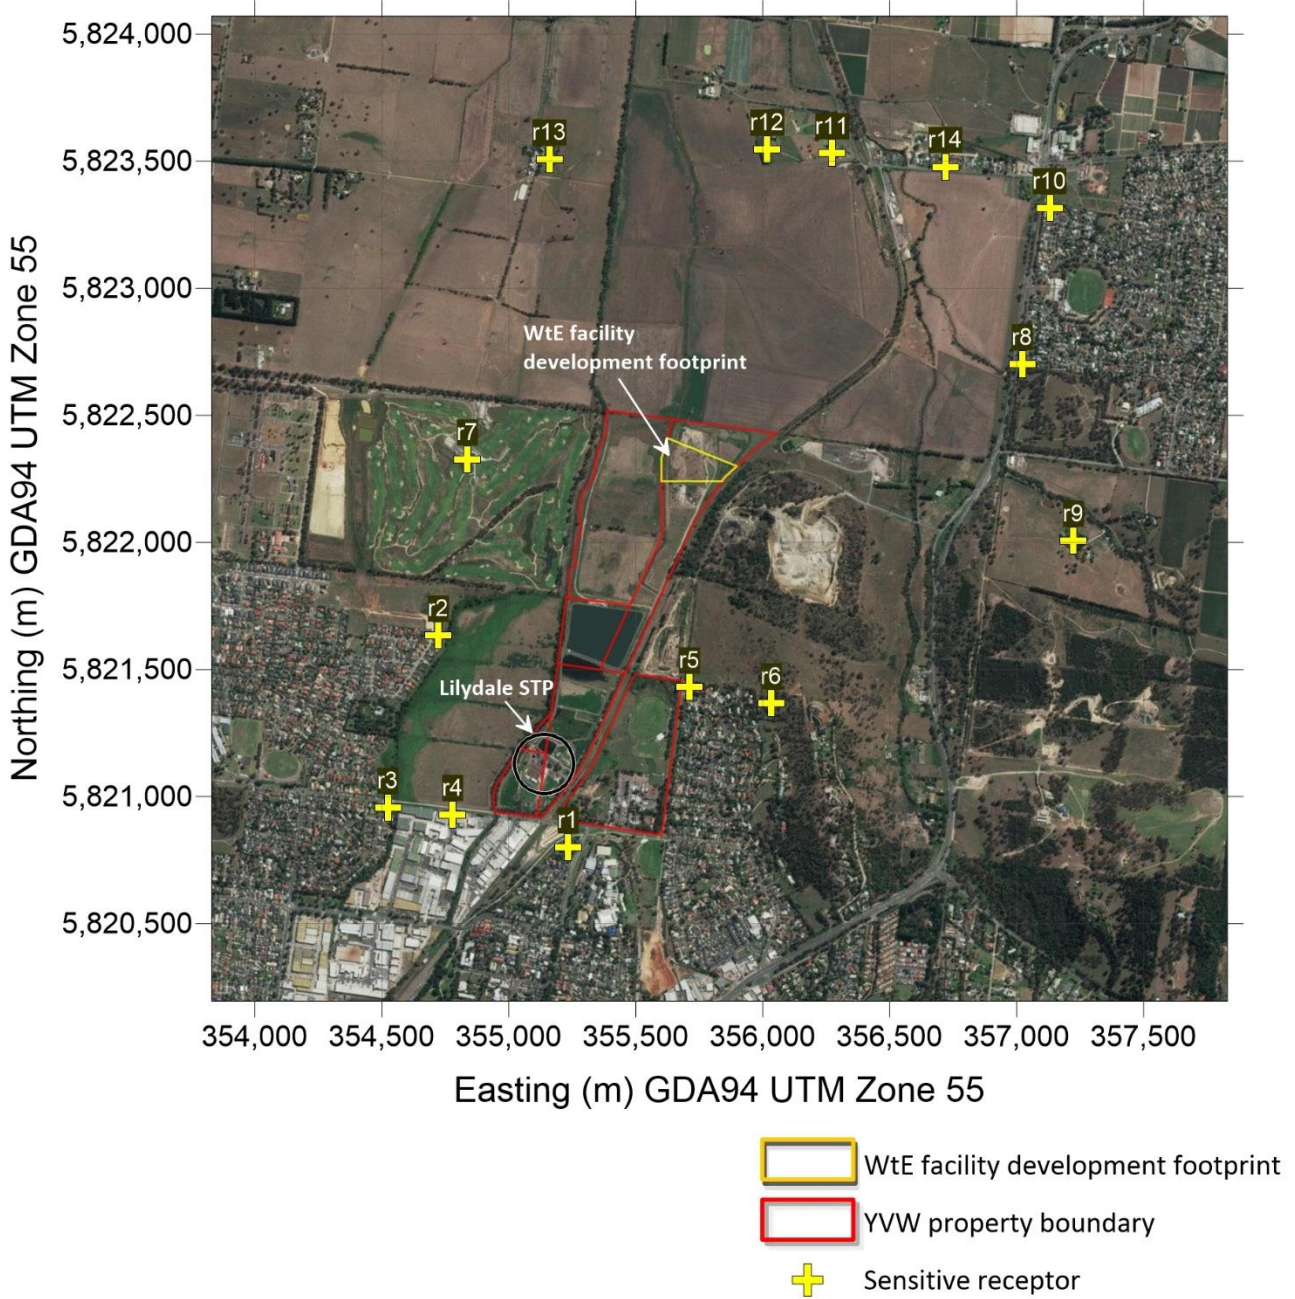 Northing (m) GDA94 UTM Zone 55
5,824,000
5,823,500
5,823,000
5,822,500
5,822,000
5,821,500
5,821,000
5,820,500
r13
r12
r11
r14
r10
WtE facility
development footprint
r8
r7
r9
r2
r5
r6
Lilydale STP
r3
r4
r1
354,000
354,500
355,000
355,500
356,000
356,500
357,000
357,500
Easting (m) GDA94 UTM Zone 55
WtE facility development footprint
YVW property boundary
Sensitive receptor